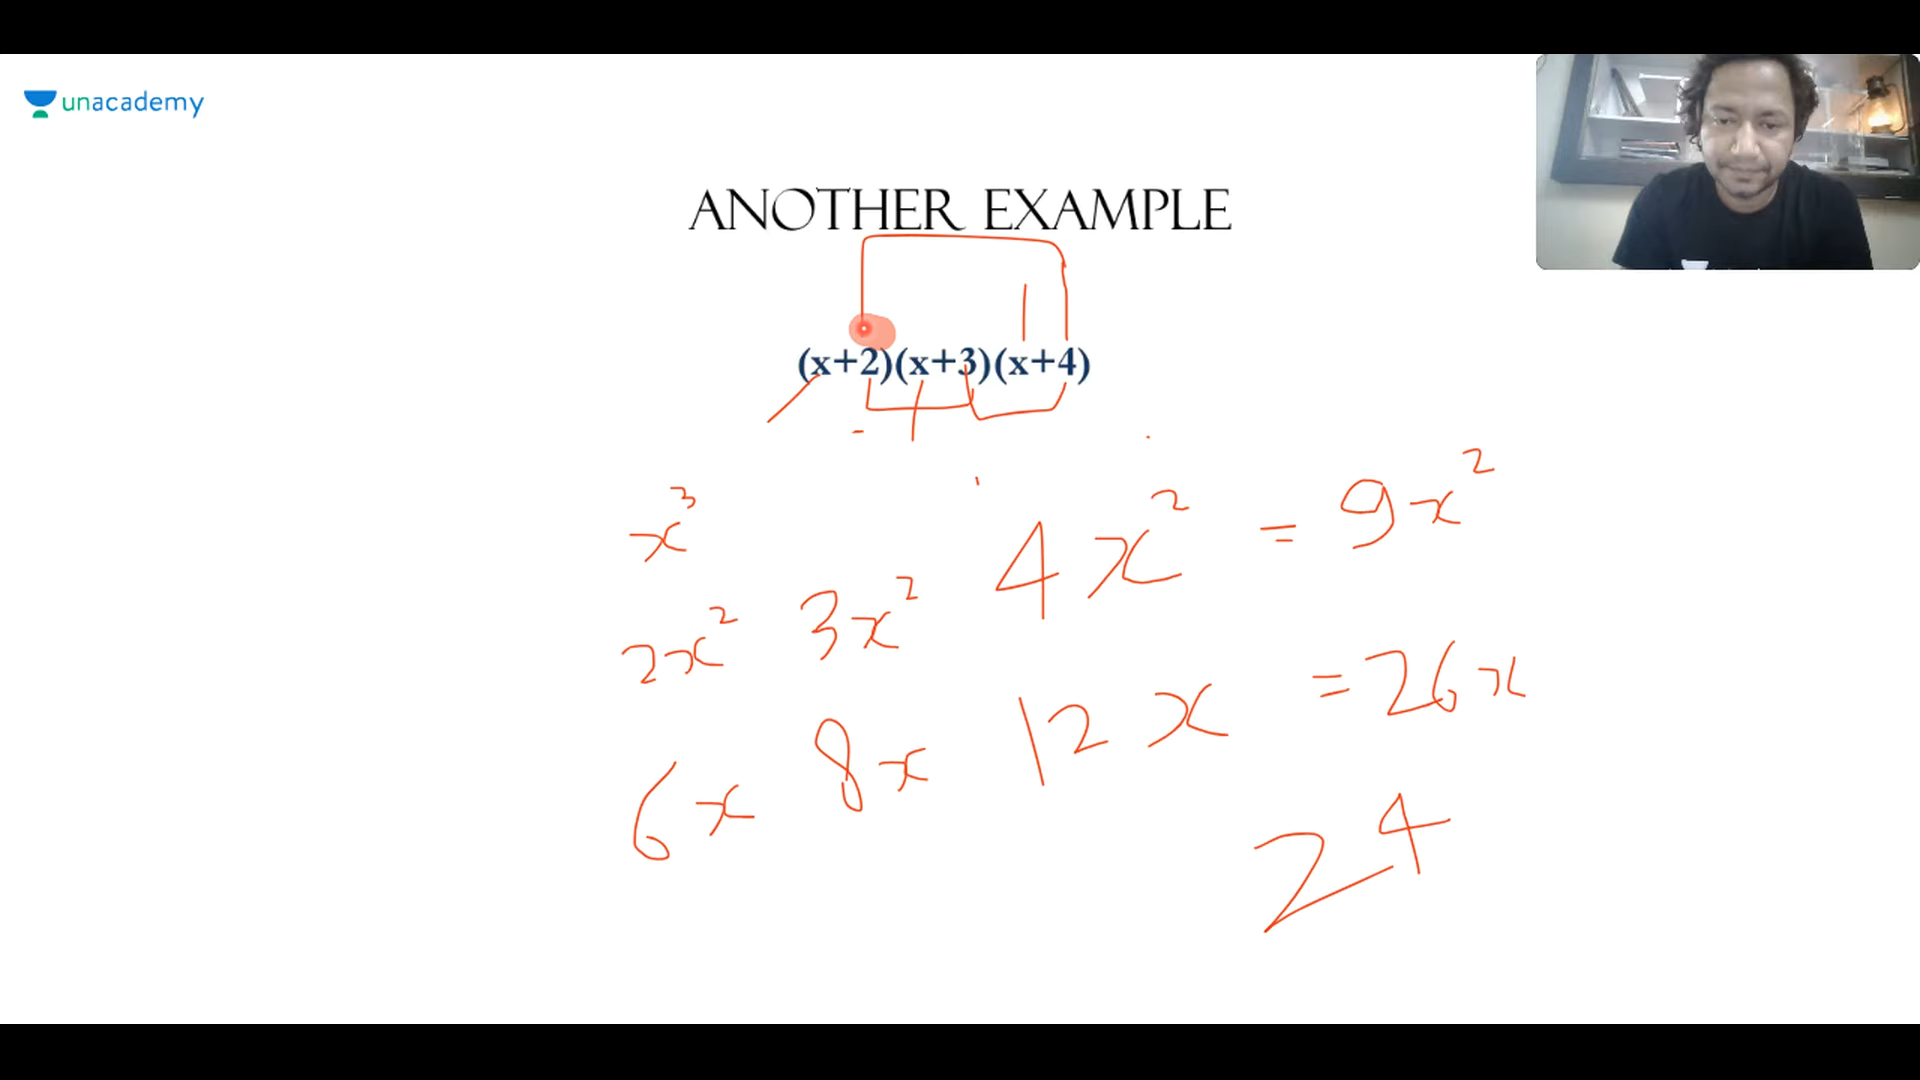 unacademy
ANOTHER EXAMPLE
(x+2)(x+3)(x+4)
x³
2x² 3x² 4x² = 9x²
6x 8x 12x = 26x
24